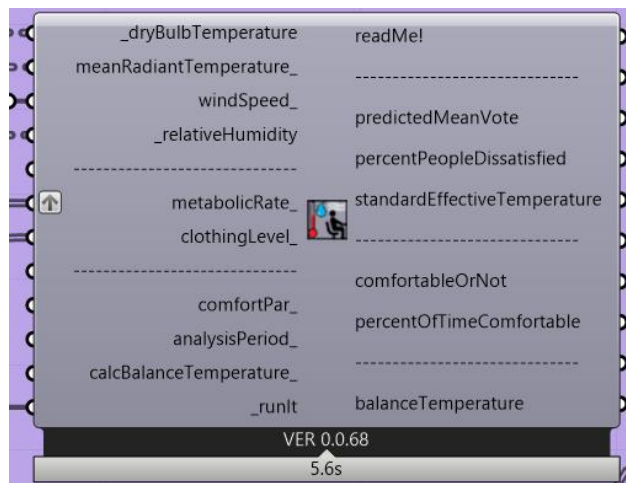 _dryBulbTemperature
meanRadiantTemperature_
windSpeed_
_relativeHumidity
------------------------------
metabolicRate_
clothingLevel_
------------------------------
comfortPar_
analysisPeriod_
calcBalanceTemperature_
_runIt
readMe!
------------------------------
predictedMeanVote
percentPeopleDissatisfied
standardEffectiveTemperature
------------------------------
comfortableOrNot
percentOfTimeComfortable
------------------------------
balanceTemperature
VER 0.0.68
5.6s